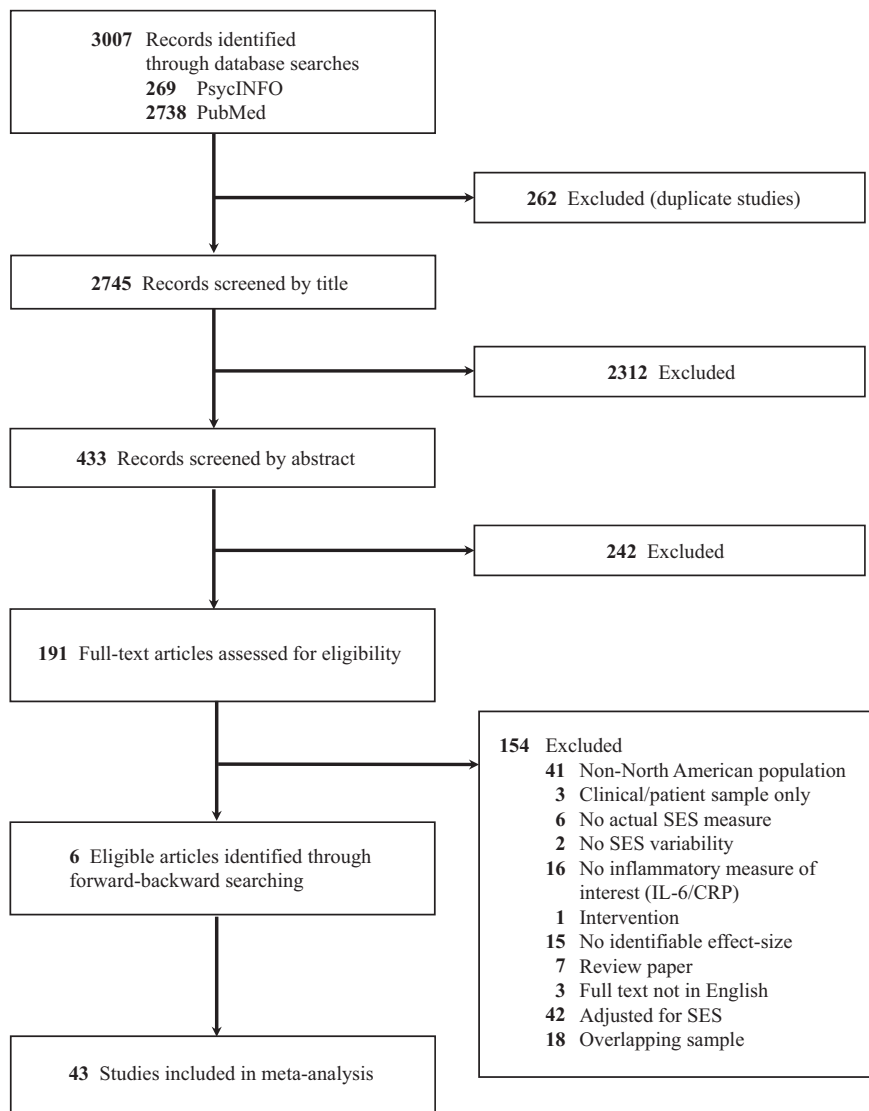 3007 Records identified
through database searches
269 PsycINFO
2738 PubMed
262 Excluded (duplicate studies)
2745 Records screened by title
2312 Excluded
433 Records screened by abstract
242 Excluded
191 Full-text articles assessed for eligibility
154 Excluded
41 Non-North American population
3 Clinical/patient sample only
6 No actual SES measure
2 No SES variability
16 No inflammatory measure of
interest (IL-6/CRP)
1 Intervention
15 No identifiable effect-size
7 Review paper
3 Full text not in English
42 Adjusted for SES
18 Overlapping sample
6 Eligible articles identified through
forward-backward searching
43 Studies included in meta-analysis